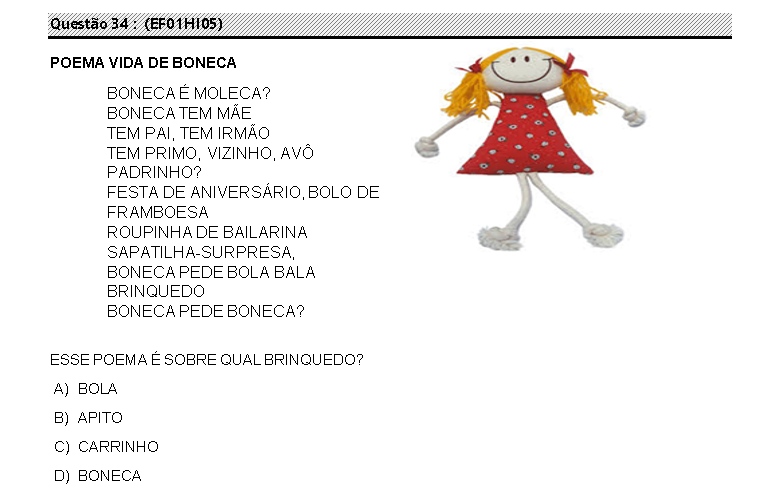 Questão 34 : (EF01HI05)
POEMA VIDA DE BONECA
BONECA É MOLECA?
BONECA TEM MÃE
TEM PAI, TEM IRMÃO
TEM PRIMO, VIZINHO, AVÔ
PADRINHO?
FESTA DE ANIVERSÁRIO, BOLO DE
FRAMBOESA
ROUPINHA DE BAILARINA
SAPATILHA-SURPRESA,
BONECA PEDE BOLA BALA
BRINQUEDO
BONECA PEDE BONECA?
ESSE POEMA É SOBRE QUAL BRINQUEDO?
A) BOLA
B) APITO
C) CARRINHO
D) BONECA